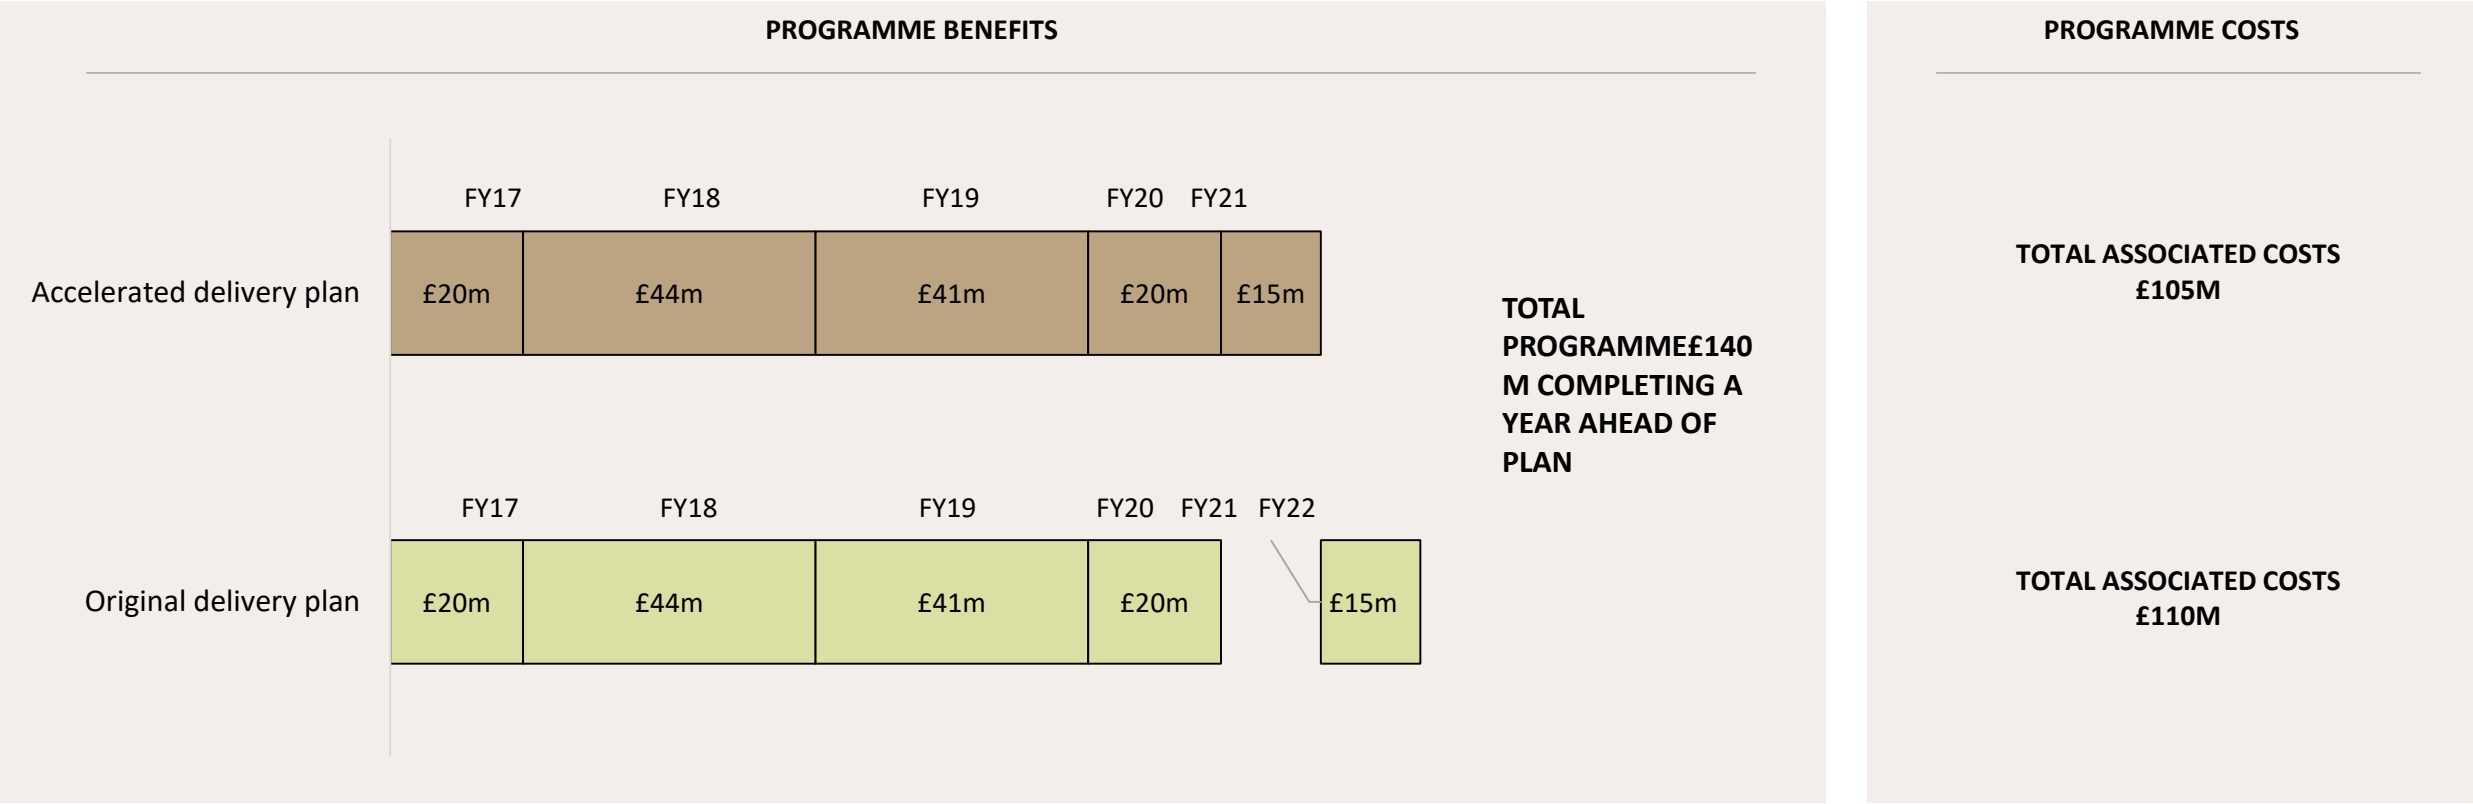 PROGRAMME BENEFITS
FY17 FY18 FY19 FY20 FY21
Accelerated delivery plan £20m £44m £41m £20m £15m
TOTAL
PROGRAMME£140
M COMPLETING A
YEAR AHEAD OF
PLAN
FY17 FY18 FY19 FY20 FY21 FY22
Original delivery plan £20m £44m £41m £20m £15m
PROGRAMME COSTS
TOTAL ASSOCIATED COSTS
£105M
TOTAL ASSOCIATED COSTS
£110M